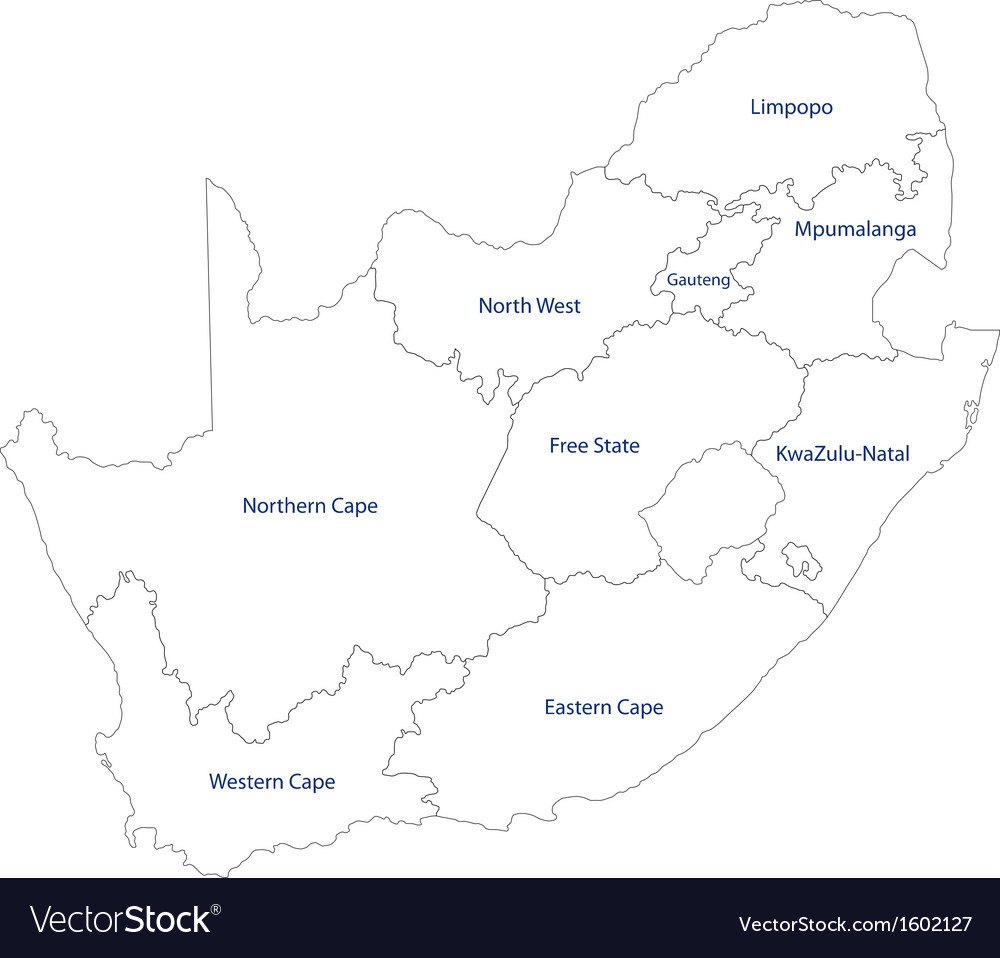 Limpopo
Mpumalanga
Gauteng
North West
Free State
KwaZulu-Natal
Northern Cape
Eastern Cape
Western Cape
VectorStock®
VectorStock.com/1602127